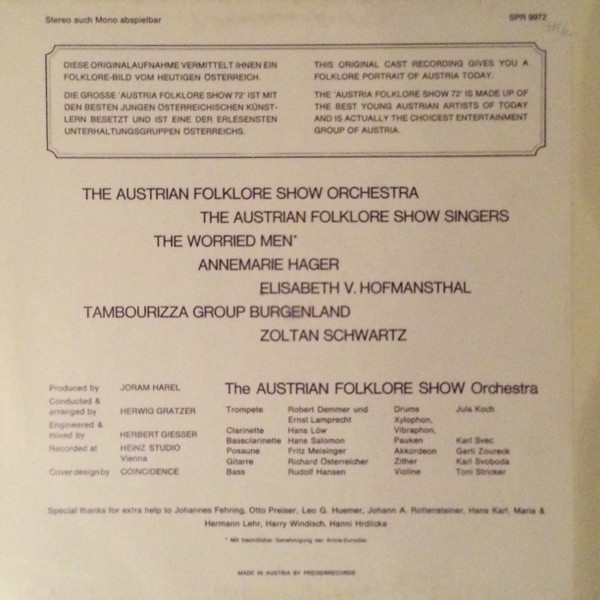 Stereo auch Mono abspielbar
SPR 9972
DIESE ORIGINALAUFNAHME VERMITTELT IHNEN EIN
FOLKLORE-BILD VOM HEUTIGEN ÖSTERREICH.
DIE GROSSE 'AUSTRIA FOLKLORE SHOW 72' IST MIT
DEN BESTEN JUNGEN ÖSTERREICHISCHEN KÜNST-
LERN BESETZT UND IST EINE DER ERLESENSTEN
UNTERHALTUNGSGRUPPEN ÖSTERREICHS.
THIS ORIGINAL CAST RECORDING GIVES YOU A
FOLKLORE PORTRAIT OF AUSTRIA TODAY.
THE 'AUSTRIA FOLKLORE SHOW 72' IS MADE UP OF
THE BEST YOUNG AUSTRIAN ARTISTS OF TODAY
AND IS ACTUALLY THE CHOICEST ENTERTAINMENT
GROUP OF AUSTRIA.
THE AUSTRIAN FOLKLORE SHOW ORCHESTRA
THE AUSTRIAN FOLKLORE SHOW SINGERS
THE WORRIED MEN*
ANNEMARIE HAGER
ELISABETH V. HOFMANSTHAL
TAMBOURIZZA GROUP BURGENLAND
ZOLTAN SCHWARTZ
Produced by JORAM HAREL
Conducted &
arranged by HERWIG GRATZER
Engineered &
mixed by HERBERT GIESSER
Recorded at HEINZ STUDIO
Vienna
Cover design by COINCIDENCE
The AUSTRIAN FOLKLORE SHOW Orchestra
Trompete Robert Demmer und
Ernst Lamprecht
Clarinette Hans Löw
Bassclarinette Hans Salomon
Posaune Fritz Meisinger
Gitarre Richard Österreicher
Bass Rudolf Hansen
Drums Jula Koch
Xylophon,
Vibraphon,
Pauken Karl Svec
Akkordeon Gerti Zoureck
Zither Karl Svoboda
Violine Toni Stricker
Special thanks for extra help to Johannes Fehring, Otto Preiser, Leo G. Huemer, Johann A. Rottensteiner, Hans Karl, Marie &
Hermann Lehr, Harry Windisch, Hanni Hrdlicka
* Mit freundlicher Genehmigung der Ariola-Eurodisc
MADE IN AUSTRIA BY PREISERRECORDS